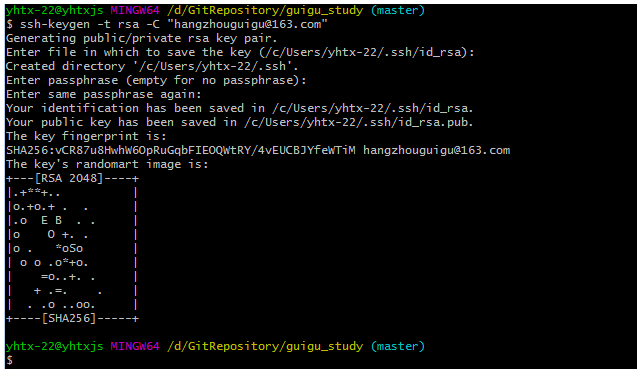 yhtx-22@yhtxjs MINGW64 /d/GitRepository/guigu_study (master)
$ ssh-keygen -t rsa -C "hangzhouguigu@163.com"
Generating public/private rsa key pair.
Enter file in which to save the key (/c/Users/yhtx-22/.ssh/id_rsa):
Created directory '/c/Users/yhtx-22/.ssh'.
Enter passphrase (empty for no passphrase):
Enter same passphrase again:
Your identification has been saved in /c/Users/yhtx-22/.ssh/id_rsa.
Your public key has been saved in /c/Users/yhtx-22/.ssh/id_rsa.pub.
The key fingerprint is:
SHA256:vCR87u8HwhW6OpRuGqbFIEOQWtRY/4vEUCBJYfeWTiM hangzhouguigu@163.com
The key's randomart image is:
+---[RSA 2048]----+
|.+**+..          |
|o.+o.+ .  .      |
|.o  E B  . .     |
|o    O +. .      |
|o .   *oSo       |
| o o .o*+o.      |
|    =o..+. .     |
|   + .=.    .    |
|  . .o ..oo.     |
+----[SHA256]-----+
yhtx-22@yhtxjs MINGW64 /d/GitRepository/guigu_study (master)
$